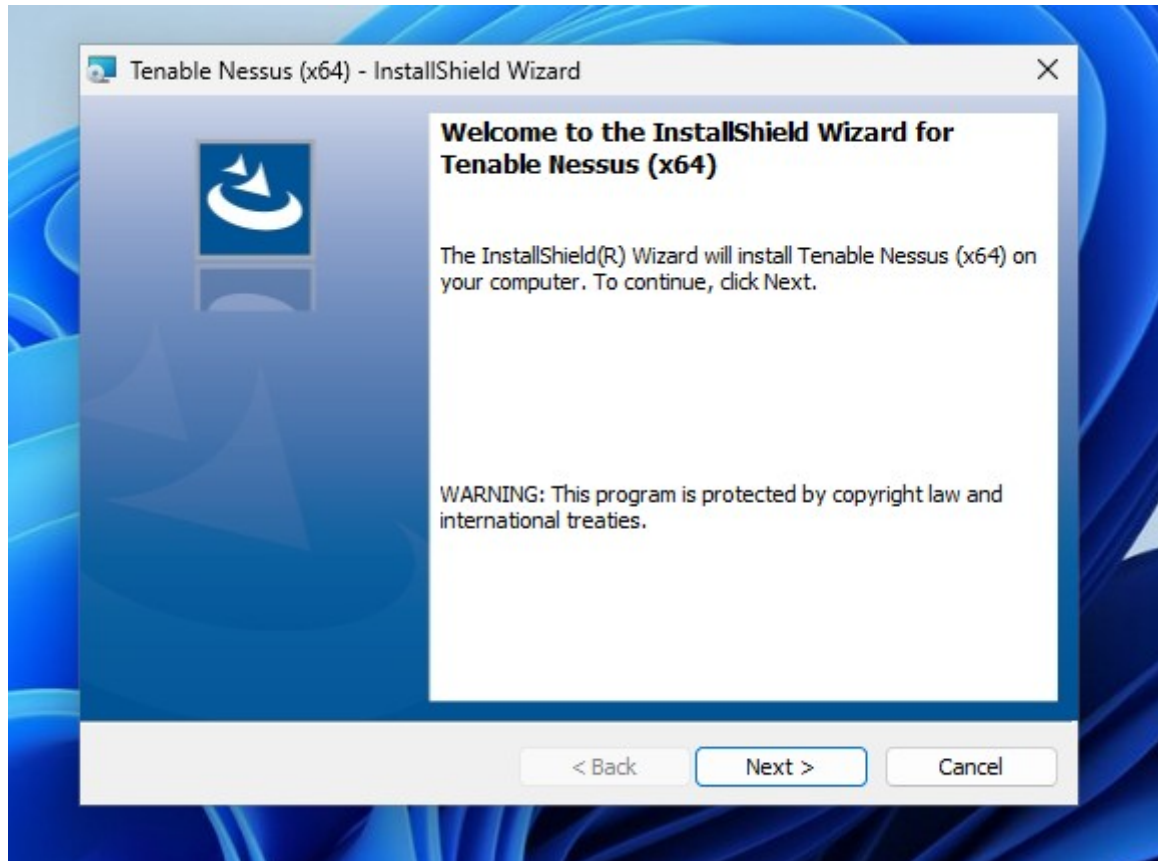 Tenable Nessus (x64) - InstallShield Wizard
Welcome to the InstallShield Wizard for
Tenable Nessus (x64)
The InstallShield(R) Wizard will install Tenable Nessus (x64) on
your computer. To continue, click Next.
WARNING: This program is protected by copyright law and
international treaties.
< Back
Next >
Cancel